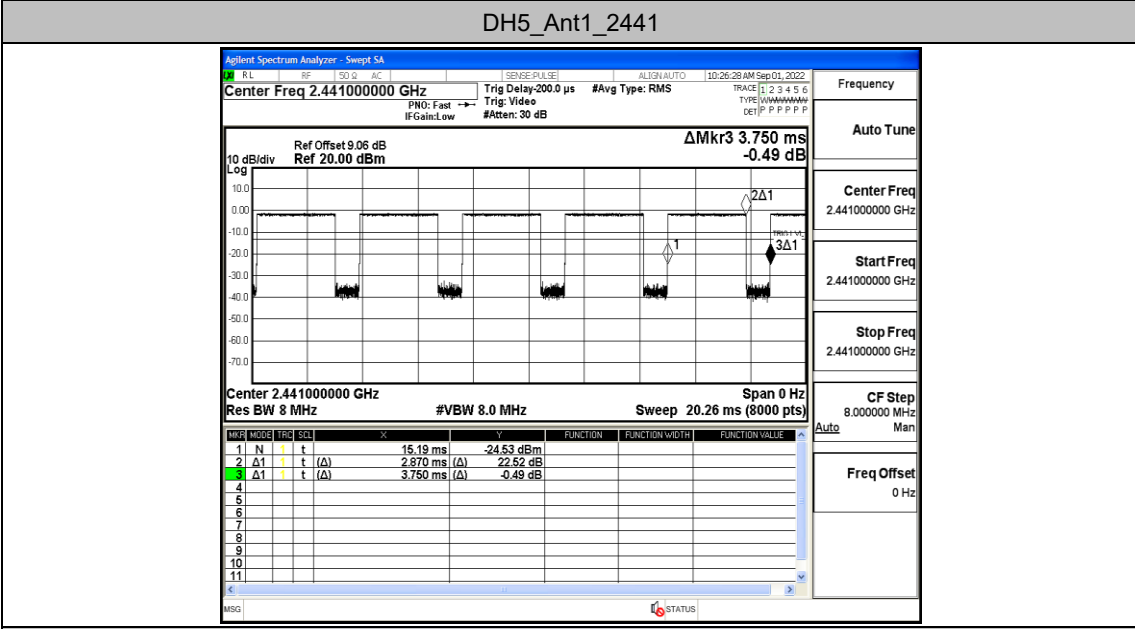 DH5_Ant1_2441
Agilent Spectrum Analyzer - Swept SA
RL RF 50 Ω AC SENSE:PULSE ALIGN AUTO 10:26:28 AM Sep 01, 2022
Center Freq 2.441000000 GHz
PNO: Fast
IFGain:Low
Trig Delay-200.0 µs
Trig: Video
#Atten: 30 dB
#Avg Type: RMS
TRACE 1 2 3 4 5 6
TYPE
DET P P P P P P
ΔMkr3 3.750 ms
-0.49 dB
Ref Offset 9.06 dB
10 dB/div Ref 20.00 dBm
Log
10.0
0.00
-10.0
-20.0
-30.0
-40.0
-50.0
-60.0
-70.0
2Δ1
1
3Δ1
Center 2.441000000 GHz Span 0 Hz
Res BW 8 MHz #VBW 8.0 MHz Sweep 20.26 ms (8000 pts)
MKR MODE TRC SCL X Y FUNCTION FUNCTION WIDTH FUNCTION VALUE
1 N 1 t 15.19 ms -24.53 dBm
2 Δ1 1 t (Δ) 2.870 ms (Δ) 22.52 dB
3 Δ1 1 t (Δ) 3.750 ms (Δ) -0.49 dB
4
5
6
7
8
9
10
11
MSG STATUS
Frequency
Auto Tune
Center Freq
2.441000000 GHz
Start Freq
2.441000000 GHz
Stop Freq
2.441000000 GHz
CF Step
8.000000 MHz
Auto Man
Freq Offset
0 Hz